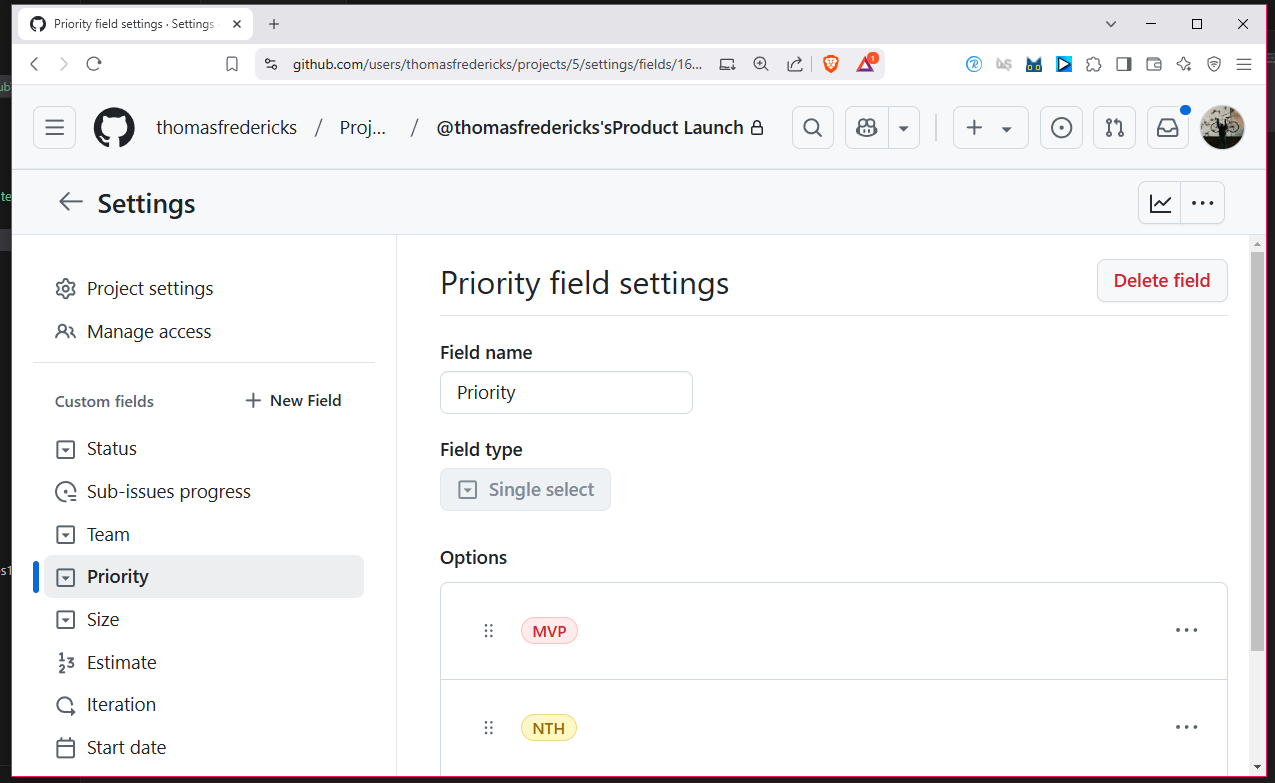 Priority field settings · Settings
github.com/users/thomasfredericks/projects/5/settings/fields/16...
1
thomasfredericks / Proj... / @thomasfredericks'sProduct Launch
Settings
Project settings
Manage access
Custom fields
New Field
Status
Sub-issues progress
Team
Priority
Size
Estimate
Iteration
Start date
Priority field settings
Delete field
Field name
Priority
Field type
Single select
Options
MVP
NTH